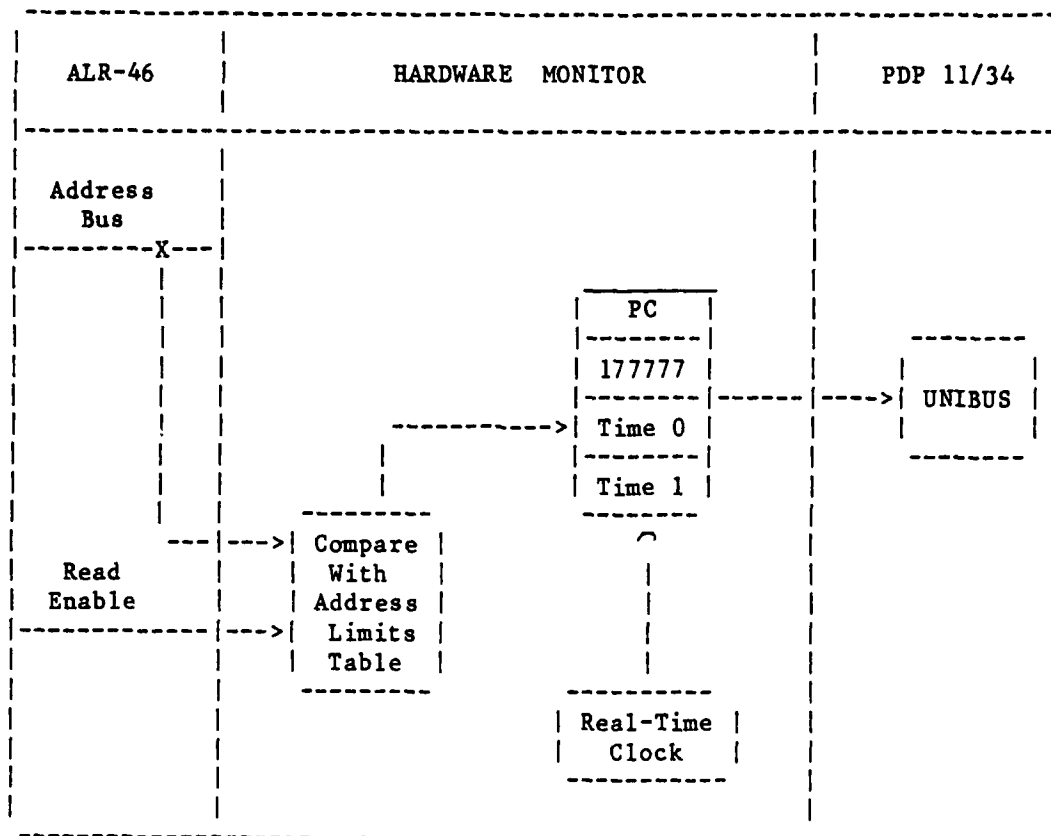 ALR-46 HARDWARE MONITOR PDP 11/34
Address
Bus
X
PC
177777
Time 0
Time 1
UNIBUS
Compare
With
Address
Limits
Table
Read
Enable
Real-Time
Clock